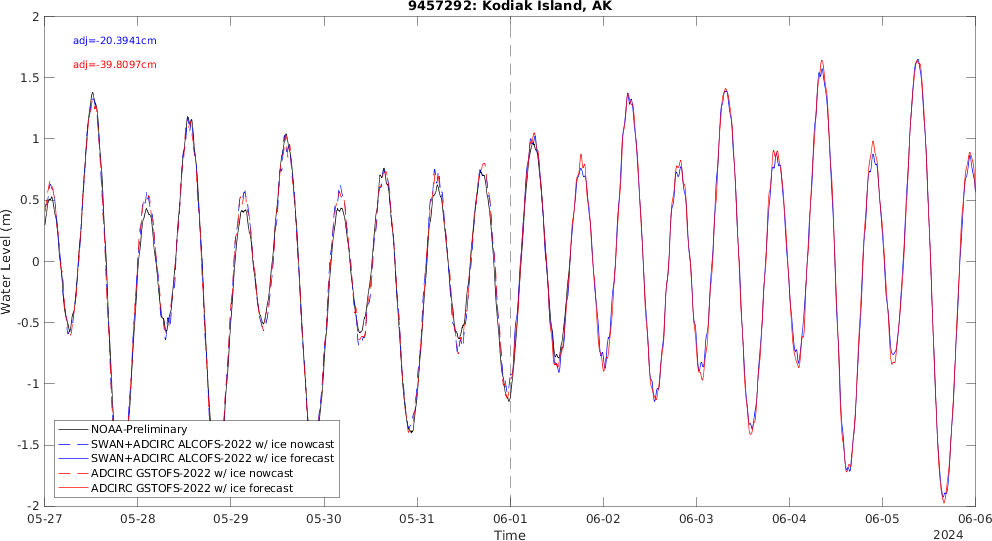 9457292: Kodiak Island, AK
adj=-20.3941cm
adj=-39.8097cm
Water Level (m)
2
1.5
1
0.5
0
-0.5
-1
-1.5
-2
NOAA-Preliminary
SWAN+ADCIRC ALCOFS-2022 w/ ice nowcast
SWAN+ADCIRC ALCOFS-2022 w/ ice forecast
ADCIRC GSTOFS-2022 w/ ice nowcast
ADCIRC GSTOFS-2022 w/ ice forecast
05-27 05-28 05-29 05-30 05-31 06-01 06-02 06-03 06-04 06-05 06-06
Time
2024